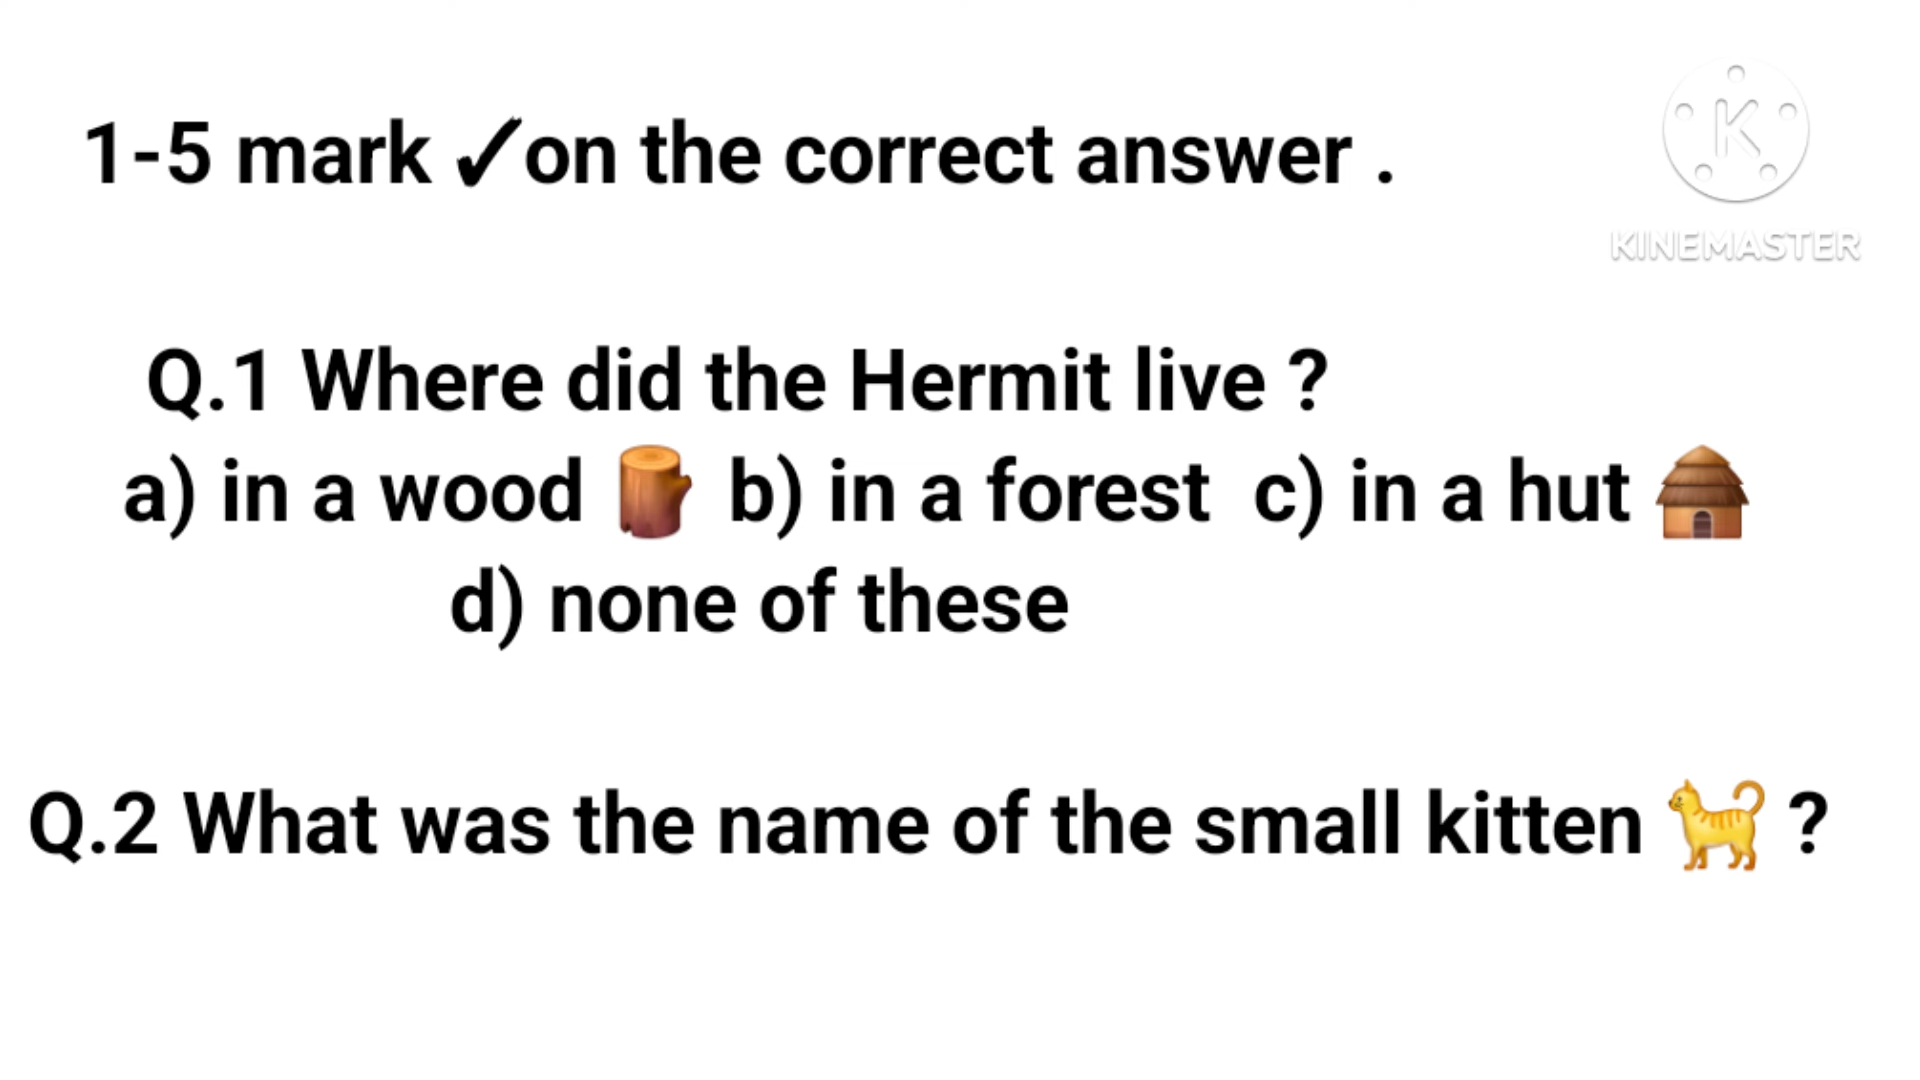 1-5 mark ✓on the correct answer .
K
KINEMASTER
Q.1 Where did the Hermit live ?
a) in a wood 🪵 b) in a forest c) in a hut 🛖
d) none of these
Q.2 What was the name of the small kitten 🐈 ?